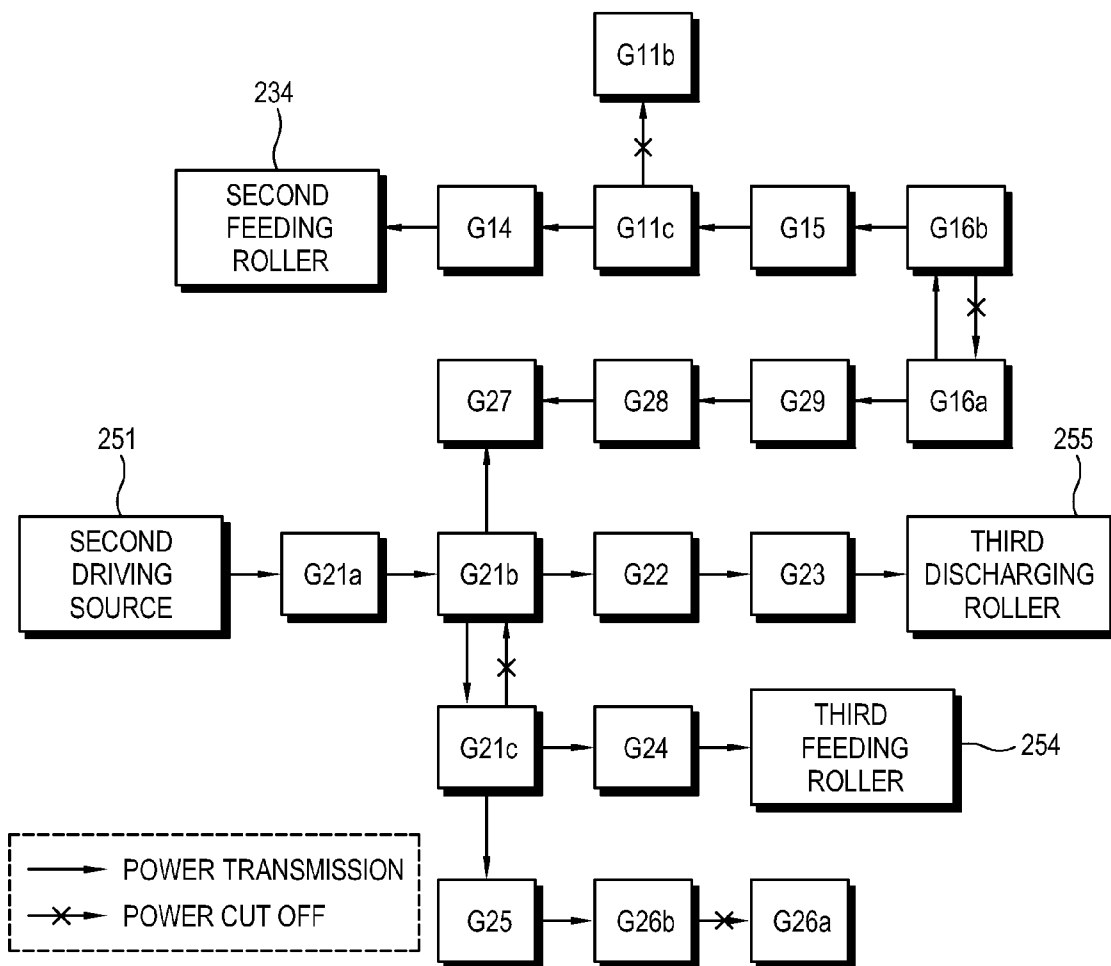 G11b
234
SECOND
FEEDING
ROLLER
G14
G11c
G15
G16b
G27
G28
G29
G16a
251
255
SECOND
DRIVING
SOURCE
G21a
G21b
G22
G23
THIRD
DISCHARGING
ROLLER
G21c
G24
THIRD
FEEDING
ROLLER
254
POWER TRANSMISSION
POWER CUT OFF
G25
G26b
G26a